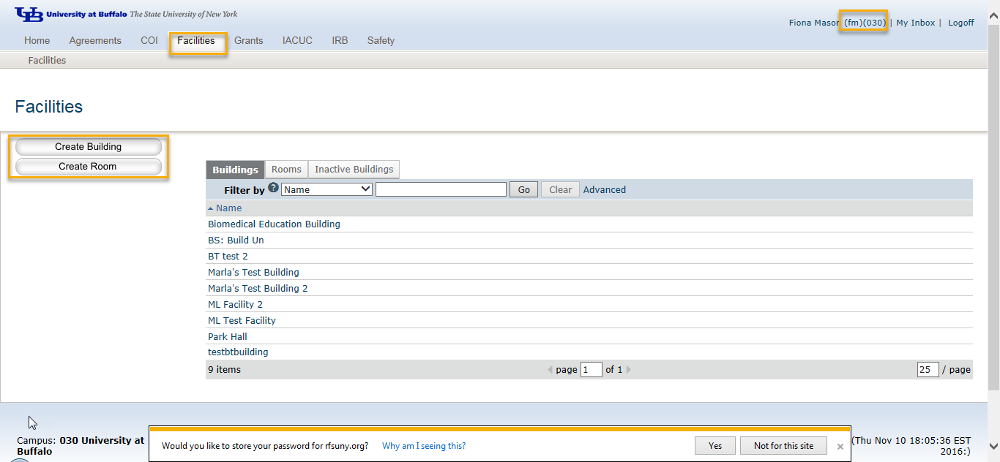 University at Buffalo The State University of New York
Fiona Mason (fm)(030) | My Inbox | Logoff
Home Agreements COI Facilities Grants IACUC IRB Safety
Facilities
Facilities
Create Building
Create Room
Buildings Rooms Inactive Buildings
Filter by ? Name Go Clear Advanced
Name
Biomedical Education Building
BS: Build Un
BT test 2
Marla's Test Building
Marla's Test Building 2
ML Facility 2
ML Test Facility
Park Hall
testbtbuilding
9 items page 1 of 1 25 / page
Campus: 030 University at
Buffalo
Would you like to store your password for rfsuny.org? Why am I seeing this? Yes Not for this site ×
(Thu Nov 10 18:05:36 EST
2016:)